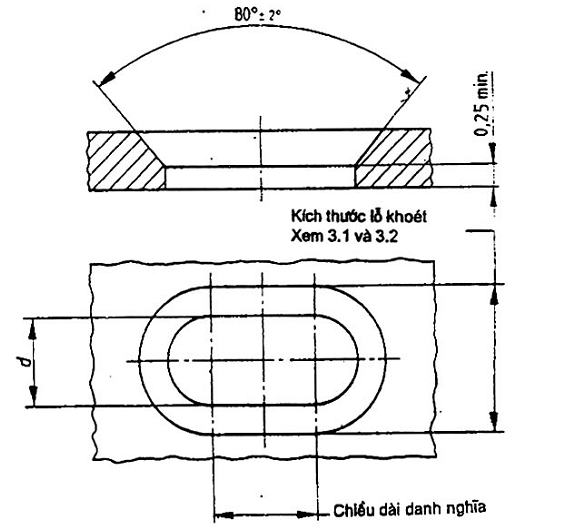 80° ± 2°
0,25 min.
Kích thước lỗ khoét
Xem 3.1 và 3.2
d
Chiều dài danh nghĩa